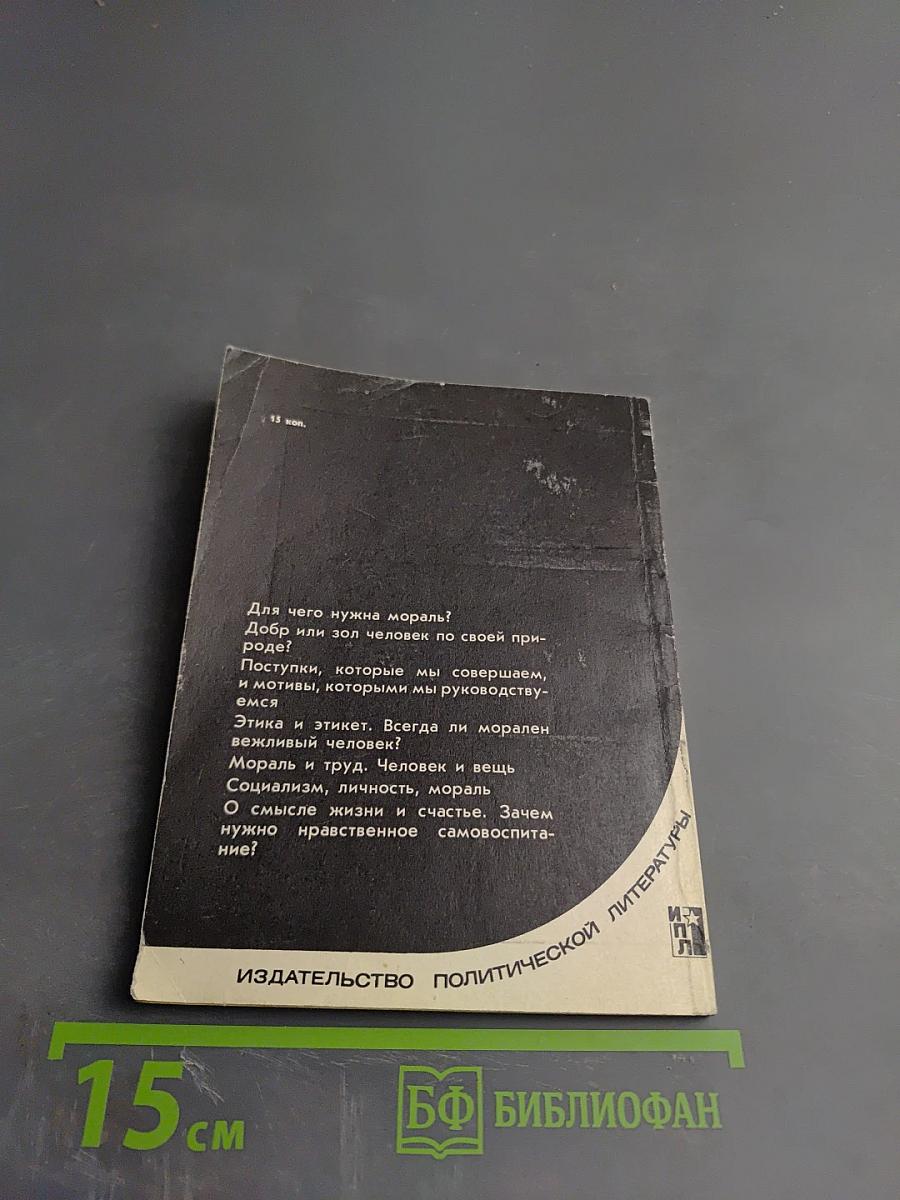 15 коп.
Для чего нужна мораль?
Добр или зол человек по своей при-
роде?
Поступки, которые мы совершаем,
и мотивы, которыми мы руководству-
емся
Этика и этикет. Всегда ли морален
вежливый человек?
Мораль и труд. Человек и вещь
Социализм, личность, мораль
О смысле жизни и счастье. Зачем
нужно нравственное самовоспита-
ние?
ИЗДАТЕЛЬСТВО ПОЛИТИЧЕСКОЙ ЛИТЕРАТУРЫ
И
П
Л
15 см
БФ БИБЛИОФАН